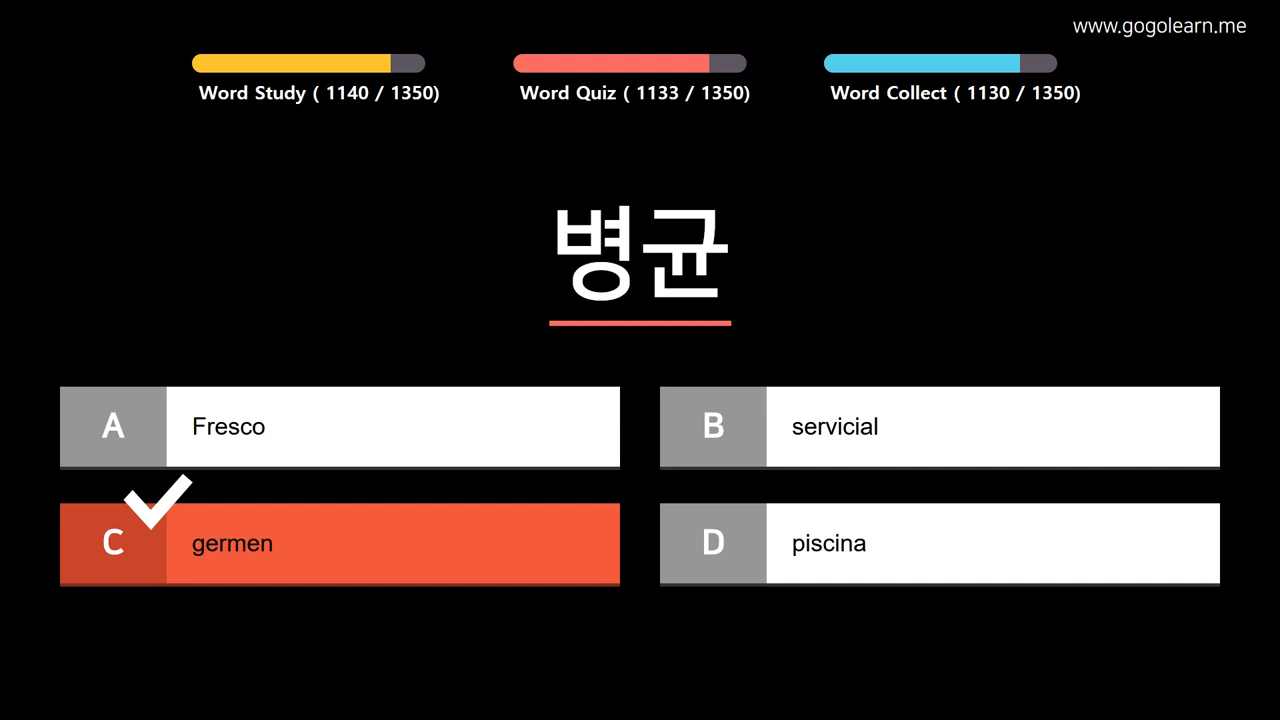 www.gogolearn.me
Word Study ( 1140 / 1350)
Word Quiz ( 1133 / 1350)
Word Collect ( 1130 / 1350)
병균
A Fresco
B servicial
C germen
D piscina